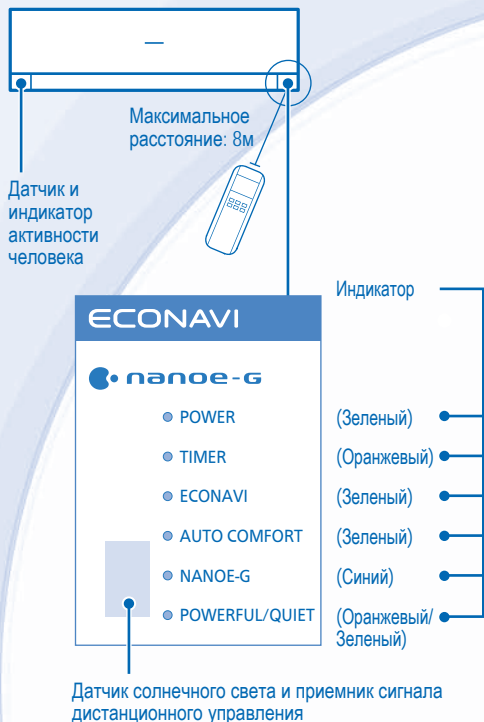 Максимальное
расстояние: 8м
Датчик и
индикатор
активности
человека
Индикатор
ECONAVI
nanoe-G
POWER (Зеленый)
TIMER (Оранжевый)
ECONAVI (Зеленый)
AUTO COMFORT (Зеленый)
NANOE-G (Синий)
POWERFUL/QUIET (Оранжевый/
Зеленый)
Датчик солнечного света и приемник сигнала
дистанционного управления